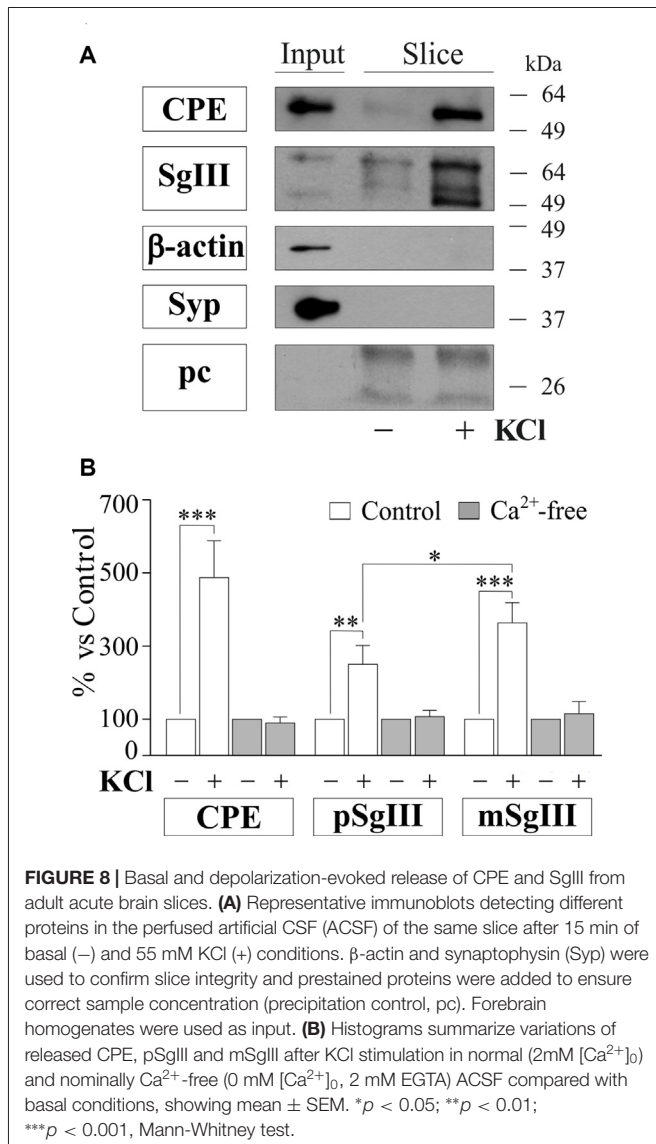 A
Input Slice
kDa
CPE
64
49
SgIII
64
49
β-actin
49
37
Syp
37
pc
26
− + KCl
B
700
500
300
100
0
% vs Control
Control Ca²⁺-free
*** ** * ***
KCl − + − + − + − + − + − +
CPE pSgIII mSgIII
FIGURE 8 | Basal and depolarization-evoked release of CPE and SgIII from
adult acute brain slices. (A) Representative immunoblots detecting different
proteins in the perfused artificial CSF (ACSF) of the same slice after 15 min of
basal (−) and 55 mM KCl (+) conditions. β-actin and synaptophysin (Syp) were
used to confirm slice integrity and prestained proteins were added to ensure
correct sample concentration (precipitation control, pc). Forebrain
homogenates were used as input. (B) Histograms summarize variations of
released CPE, pSgIII and mSgIII after KCl stimulation in normal (2mM [Ca²⁺]₀)
and nominally Ca²⁺-free (0 mM [Ca²⁺]₀, 2 mM EGTA) ACSF compared with
basal conditions, showing mean ± SEM. *p < 0.05; **p < 0.01;
***p < 0.001, Mann-Whitney test.